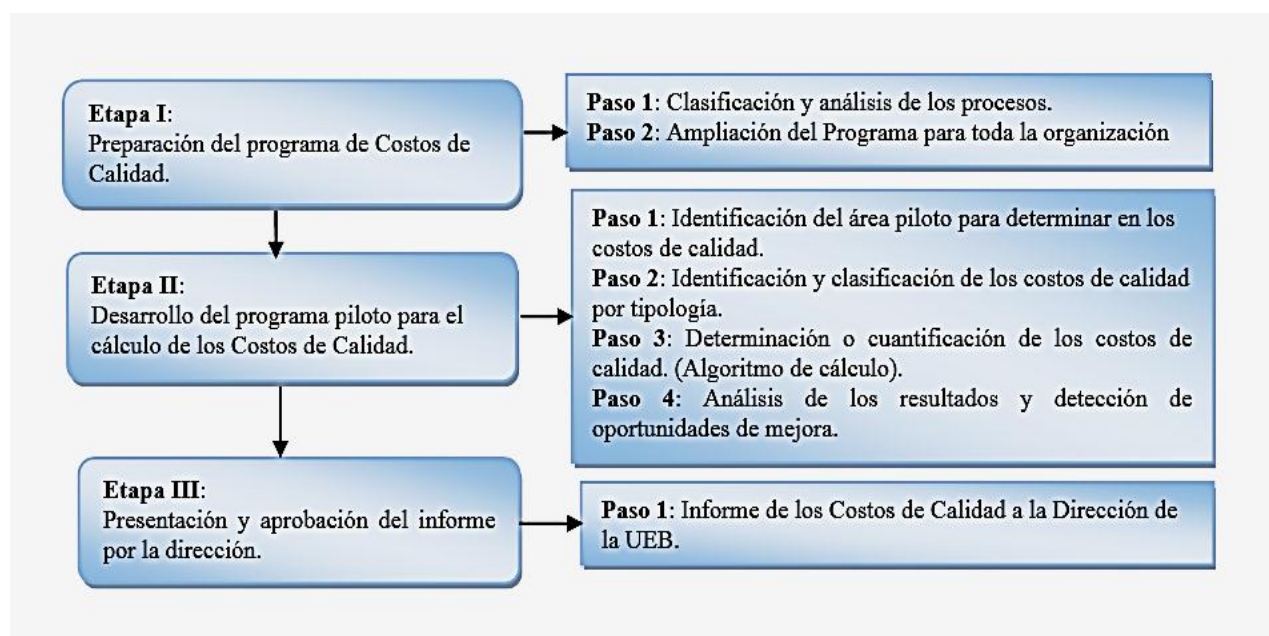 Etapa I:
Preparación del programa de Costos de
Calidad.
Paso 1: Clasificación y análisis de los procesos.
Paso 2: Ampliación del Programa para toda la organización
Etapa II:
Desarrollo del programa piloto para el
cálculo de los Costos de Calidad.
Paso 1: Identificación del área piloto para determinar en los
costos de calidad.
Paso 2: Identificación y clasificación de los costos de calidad
por tipología.
Paso 3: Determinación o cuantificación de los costos de
calidad. (Algoritmo de cálculo).
Paso 4: Análisis de los resultados y detección de
oportunidades de mejora.
Etapa III:
Presentación y aprobación del informe
por la dirección.
Paso 1: Informe de los Costos de Calidad a la Dirección de
la UEB.